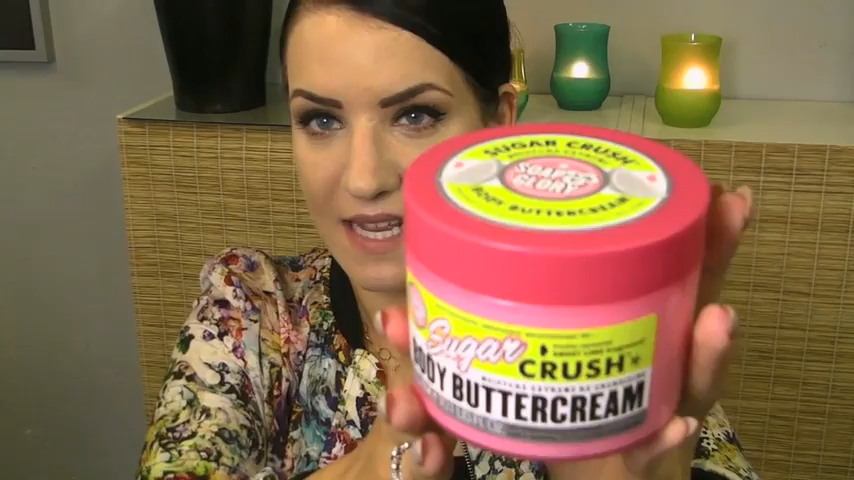 SUGAR CRUSH
SOAP &
GLORY
BODY BUTTERCREAM
Sugar
CRUSH
BODY BUTTERCREAM